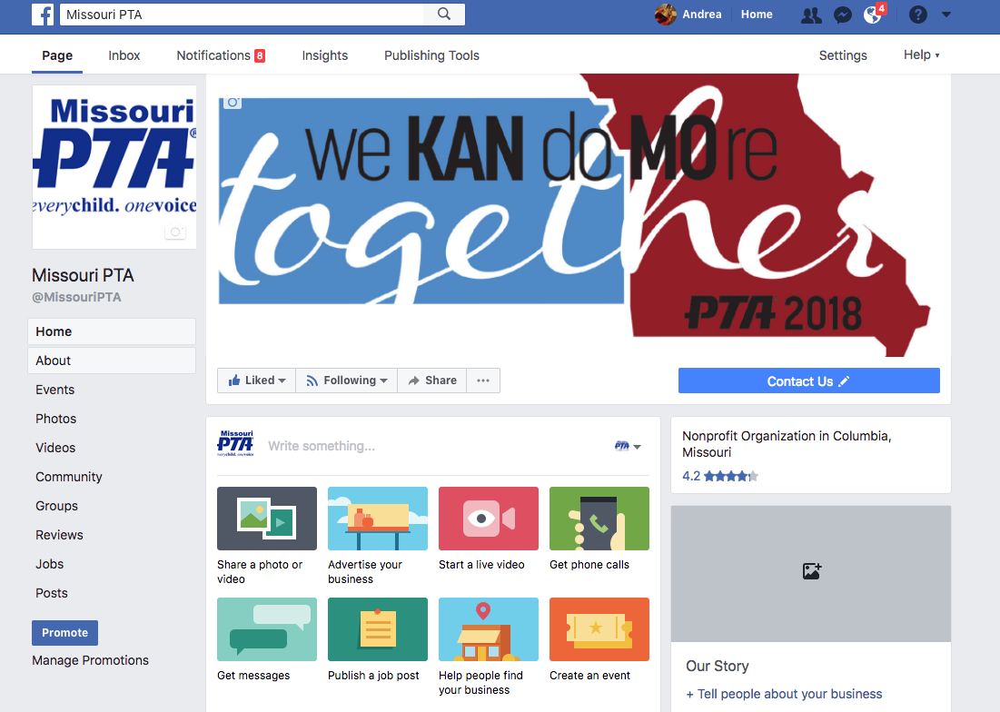 Missouri PTA
Andrea
Home
4
?
Page
Inbox
Notifications 8
Insights
Publishing Tools
Settings
Help
Missouri
PTA®
everychild. onevoice
we KAN do MOre
together
PTA 2018
Missouri PTA
@MissouriPTA
Home
About
Events
Photos
Videos
Community
Groups
Reviews
Jobs
Posts
Promote
Manage Promotions
Liked
Following
Share
Contact Us
Missouri
PTA
everychild. onevoice
Write something...
PTA
Share a photo or
video
Advertise your
business
Start a live video
Get phone calls
Get messages
Publish a job post
Help people find
your business
Create an event
Nonprofit Organization in Columbia,
Missouri
4.2
Our Story
+ Tell people about your business